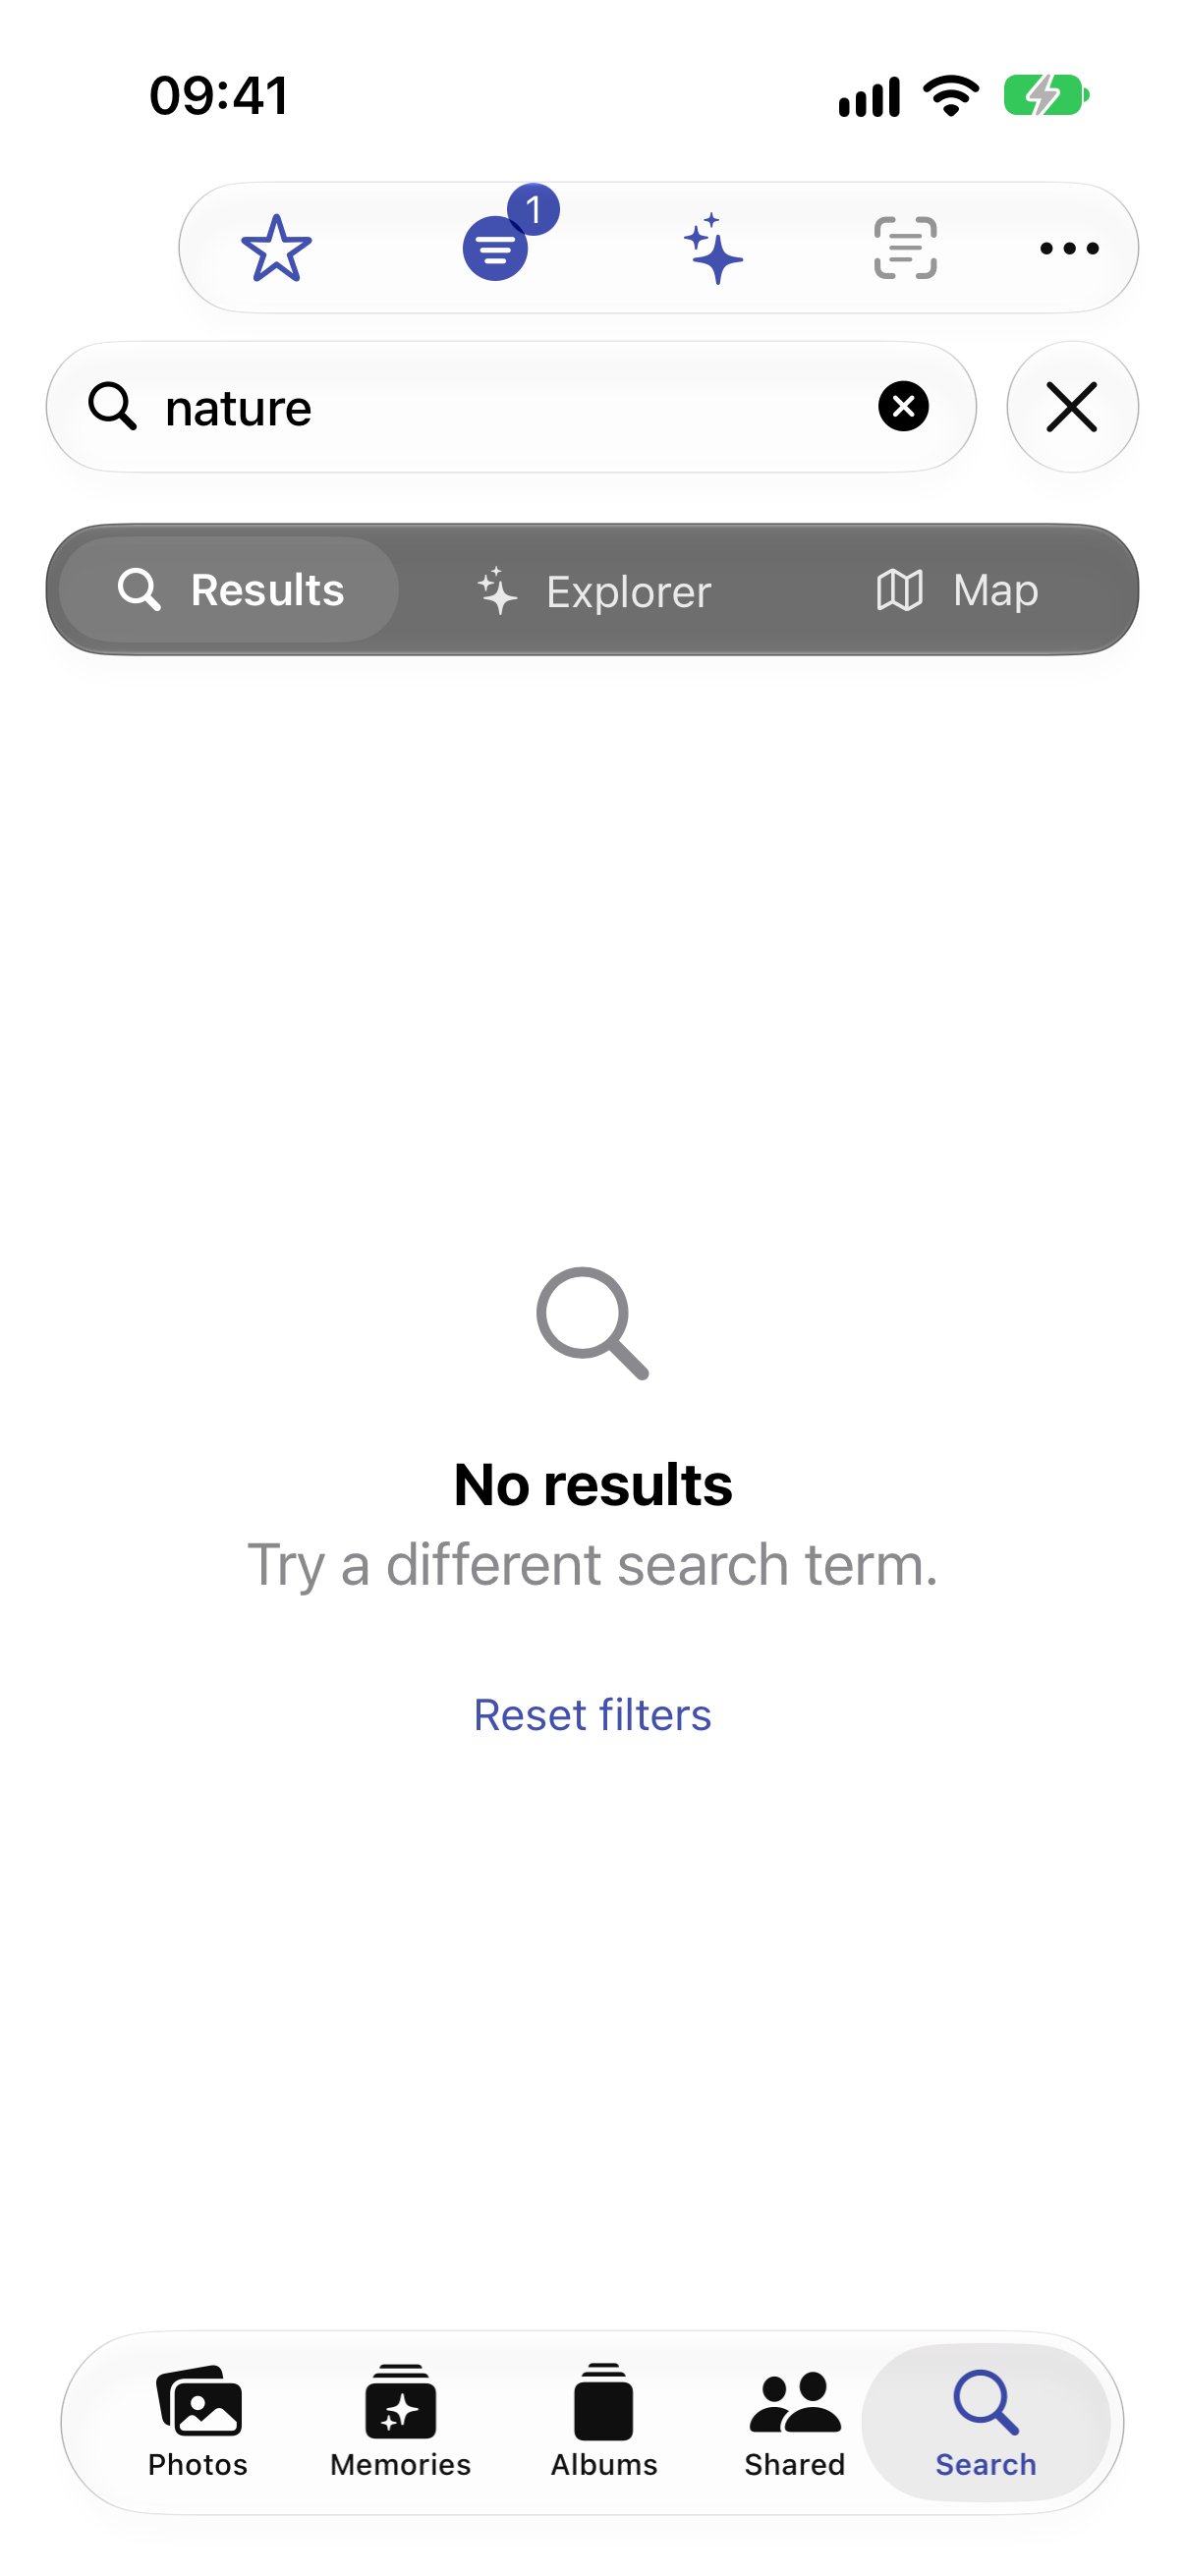 09:41
1
nature
Results
Explorer
Map
No results
Try a different search term.
Reset filters
Photos
Memories
Albums
Shared
Search